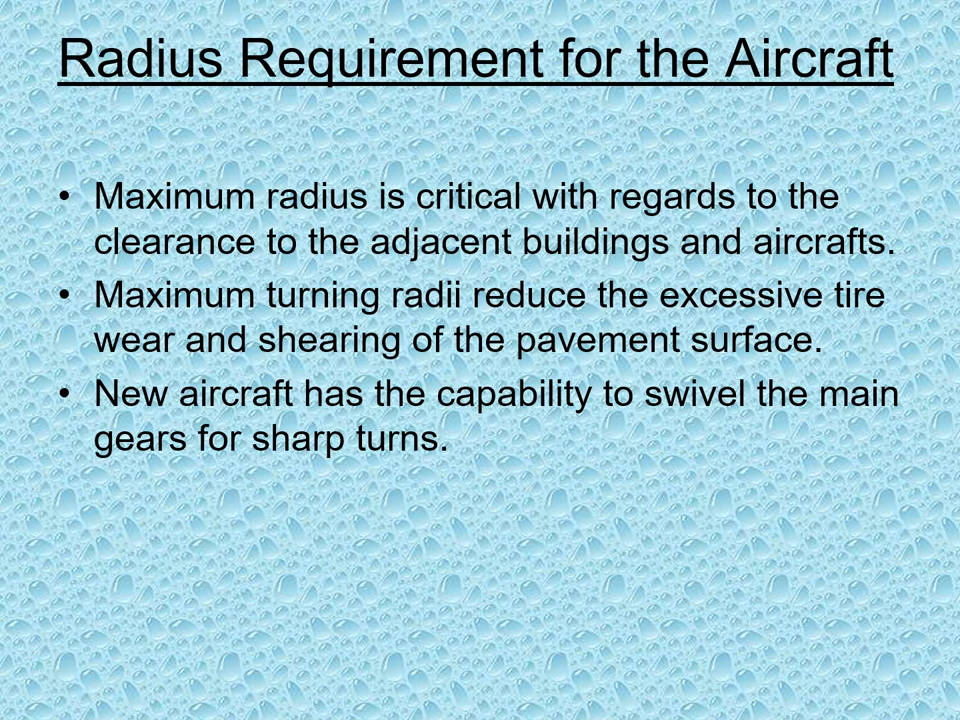 Radius Requirement for the Aircraft
• Maximum radius is critical with regards to the
clearance to the adjacent buildings and aircrafts.
• Maximum turning radii reduce the excessive tire
wear and shearing of the pavement surface.
• New aircraft has the capability to swivel the main
gears for sharp turns.